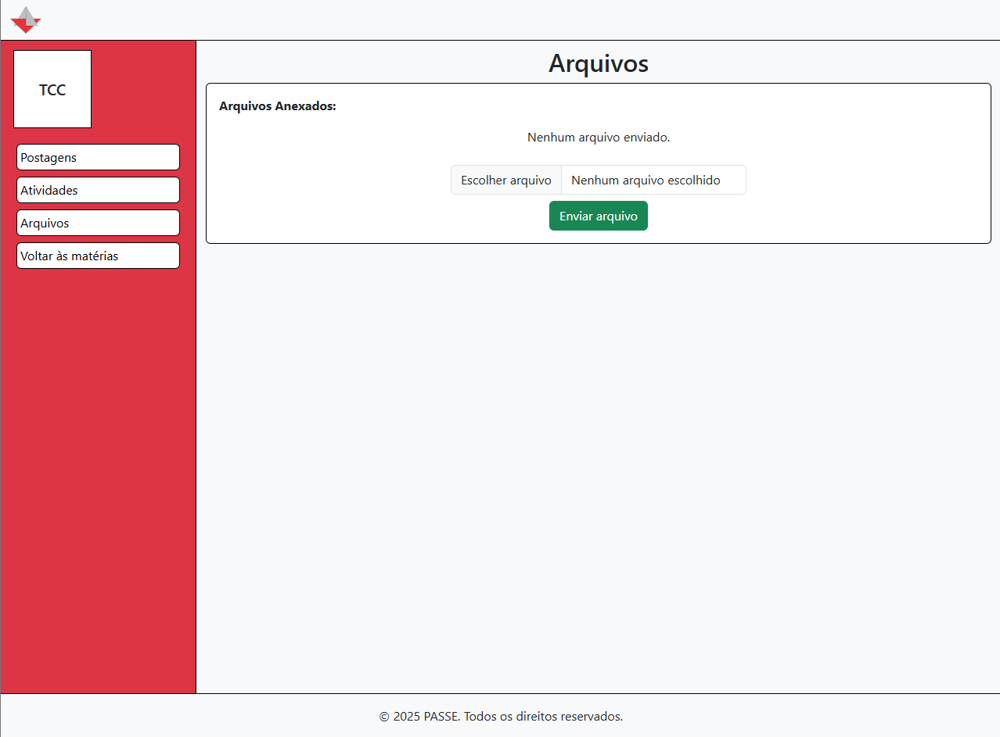 TCC
Postagens
Atividades
Arquivos
Voltar às matérias
Arquivos
Arquivos Anexados:
Nenhum arquivo enviado.
Escolher arquivo Nenhum arquivo escolhido
Enviar arquivo
© 2025 PASSE. Todos os direitos reservados.